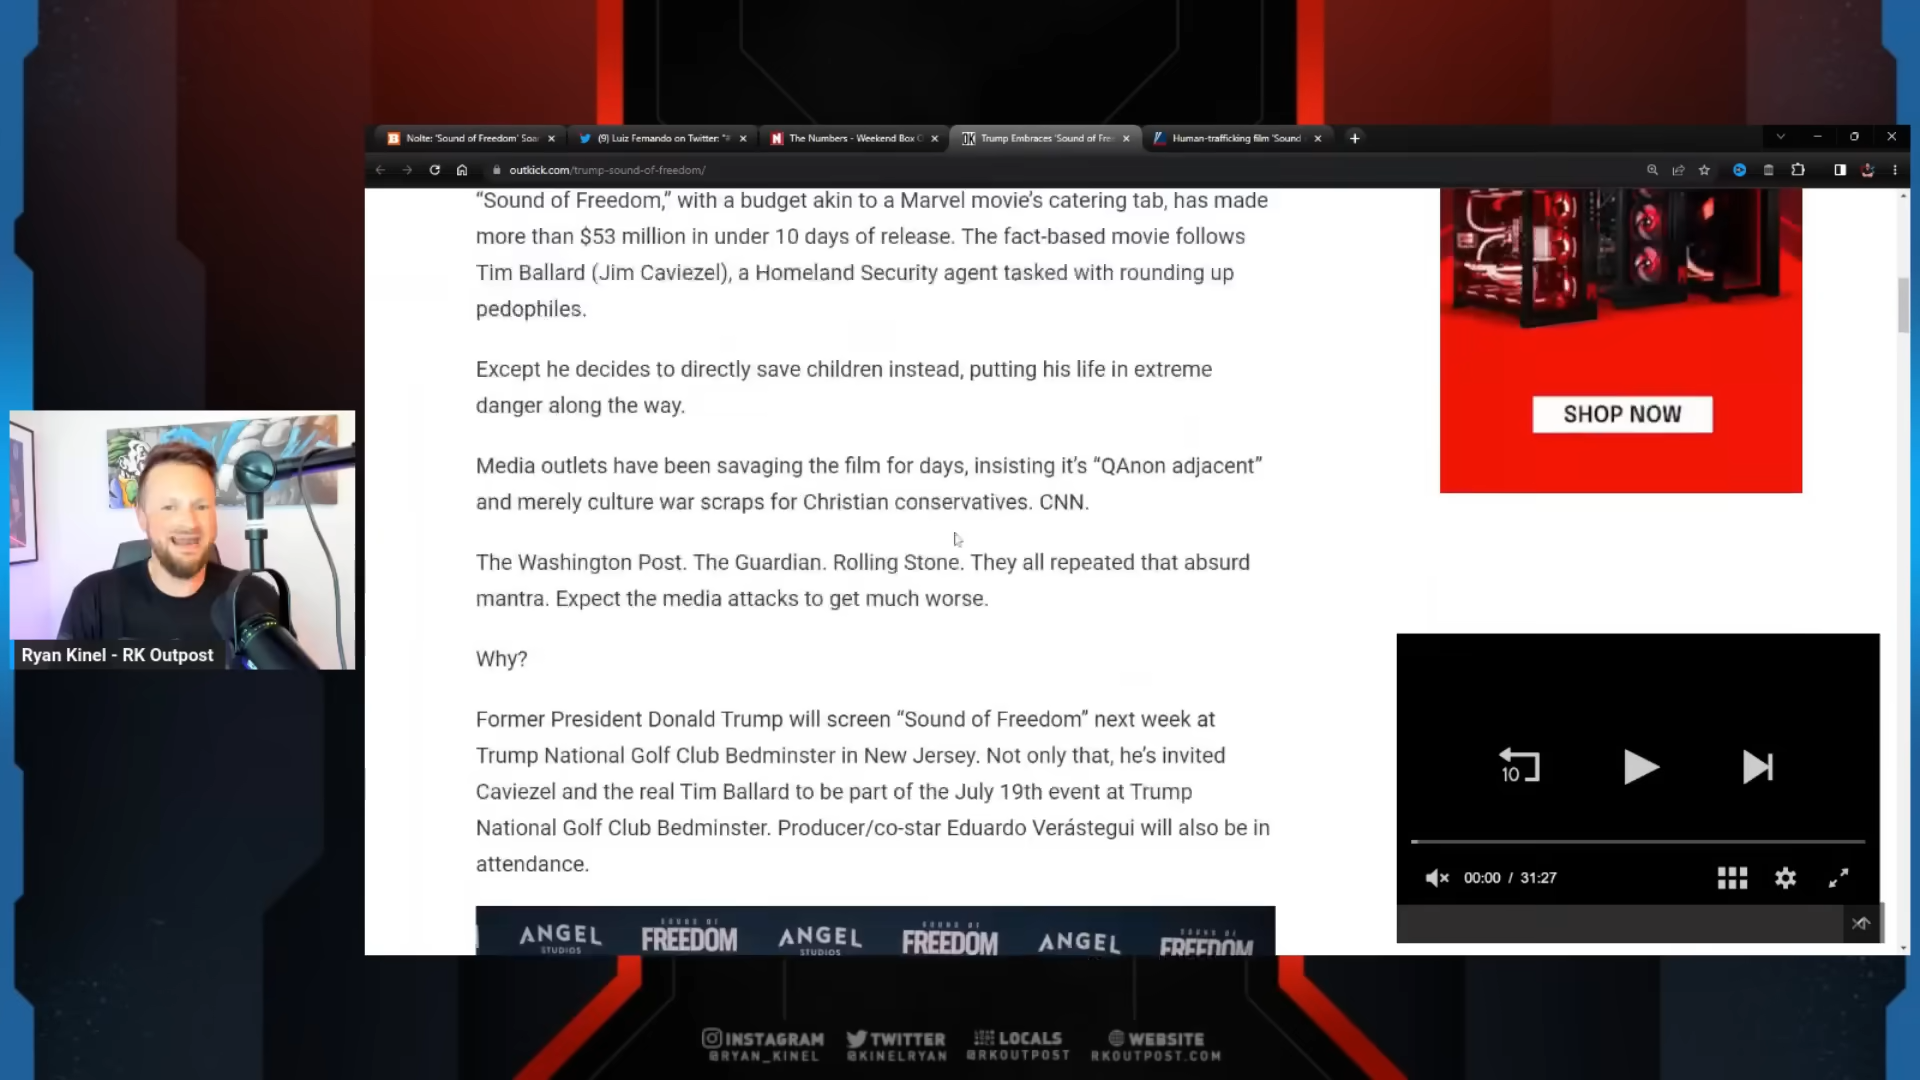 Nolte: 'Sound of Freedom' Soa
(9) Luiz Fernando on Twitter: "#
The Numbers - Weekend Box O
Trump Embraces 'Sound of Fre
Human-trafficking film 'Sound
outkick.com/trump-sound-of-freedom/
“Sound of Freedom,” with a budget akin to a Marvel movie’s catering tab, has made
more than $53 million in under 10 days of release. The fact-based movie follows
Tim Ballard (Jim Caviezel), a Homeland Security agent tasked with rounding up
pedophiles.
Except he decides to directly save children instead, putting his life in extreme
danger along the way.
Media outlets have been savaging the film for days, insisting it’s “QAnon adjacent”
and merely culture war scraps for Christian conservatives. CNN.
The Washington Post. The Guardian. Rolling Stone. They all repeated that absurd
mantra. Expect the media attacks to get much worse.
Why?
Former President Donald Trump will screen “Sound of Freedom” next week at
Trump National Golf Club Bedminster in New Jersey. Not only that, he’s invited
Caviezel and the real Tim Ballard to be part of the July 19th event at Trump
National Golf Club Bedminster. Producer/co-star Eduardo Verástegui will also be in
attendance.
ANGEL STUDIOS SOUND OF FREEDOM ANGEL STUDIOS SOUND OF FREEDOM ANGEL STUDIOS SOUND OF FREEDOM
SHOP NOW
10
00:00 / 31:27
Ryan Kinel - RK Outpost
INSTAGRAM
@RYAN_KINEL
TWITTER
@KINELRYAN
LOCALS
@RKOUTPOST
WEBSITE
RKOUTPOST.COM